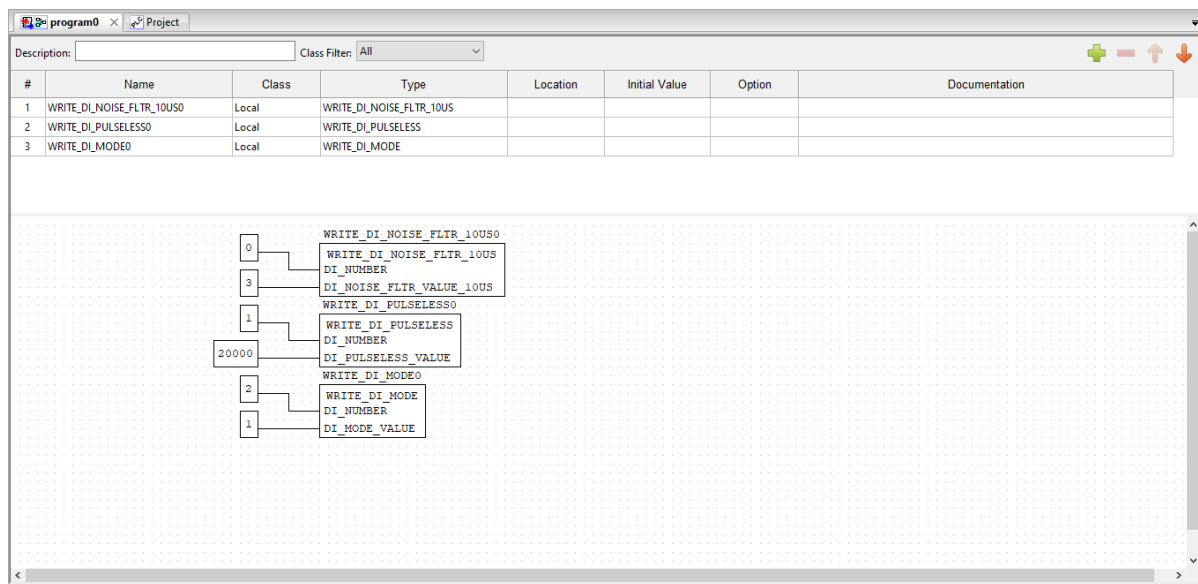 program0 Project
Description: Class Filter: All
# Name Class Type Location Initial Value Option Documentation
1 WRITE_DI_NOISE_FLTR_10US0 Local WRITE_DI_NOISE_FLTR_10US
2 WRITE_DI_PULSELESS0 Local WRITE_DI_PULSELESS
3 WRITE_DI_MODE0 Local WRITE_DI_MODE
WRITE_DI_NOISE_FLTR_10US0
0 WRITE_DI_NOISE_FLTR_10US
DI_NUMBER
3 DI_NOISE_FLTR_VALUE_10US
WRITE_DI_PULSELESS0
1 WRITE_DI_PULSELESS
DI_NUMBER
20000 DI_PULSELESS_VALUE
WRITE_DI_MODE0
2 WRITE_DI_MODE
DI_NUMBER
1 DI_MODE_VALUE